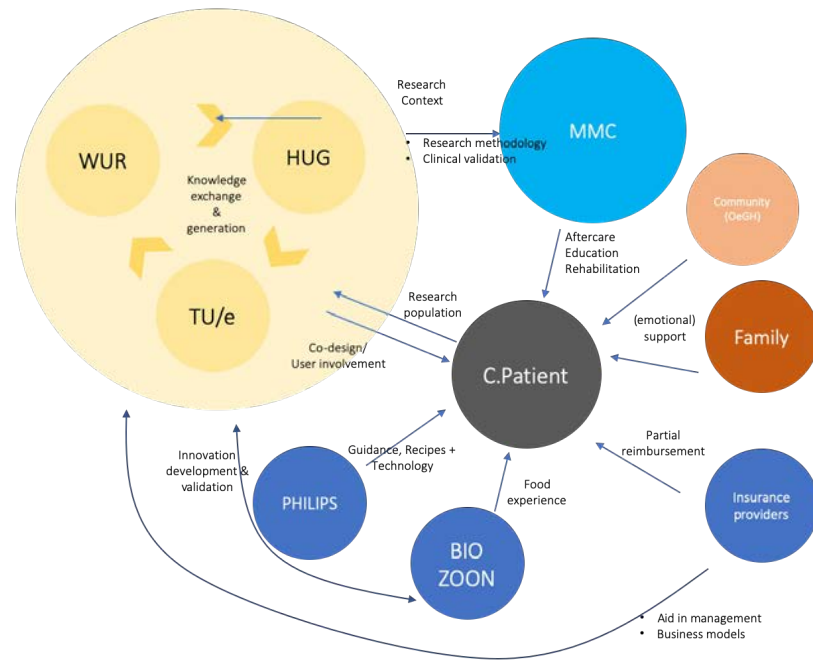 Research
Context
MMC
• Research methodology
• Clinical validation
WUR
HUG
Knowledge
exchange
&
generation
TU/e
Community
(OeGH)
Aftercare
Education
Rehabilitation
Research
population
(emotional)
support
Family
Co-design/
User involvement
C.Patient
Partial
reimbursement
Innovation
development &
validation
Guidance, Recipes +
Technology
PHILIPS
Food
experience
Insurance
providers
BIO
ZOON
• Aid in management
• Business models